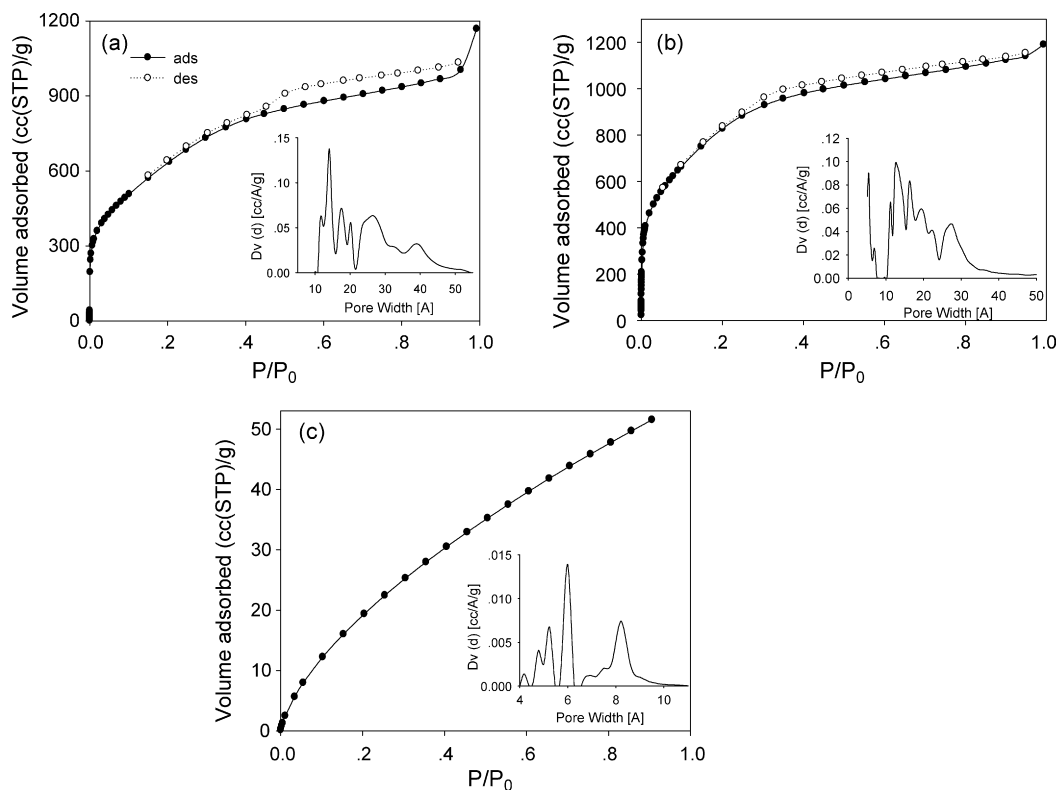 (a)
ads
des
Volume adsorbed (cc(STP)/g)
1200
900
600
300
0
0.0 .2 .4 .6 .8 1.0
P/P0
Dv (d) [cc/A/g]
.15
.10
.05
0.00
10 20 30 40 50
Pore Width [A]
(b)
Volume adsorbed (cc(STP)/g)
1200
1000
800
600
400
200
0
0.0 .2 .4 .6 .8 1.0
P/P0
Dv (d) [cc/A/g]
.12
.10
.08
.06
.04
.02
0.00
0 10 20 30 40 50
Pore Width [A]
(c)
Volume adsorbed (cc(STP)/g)
50
40
30
20
10
0
0.0 .2 .4 .6 .8 1.0
P/P0
Dv (d) [cc/A/g]
.015
.010
.005
0.000
4 6 8 10
Pore Width [A]